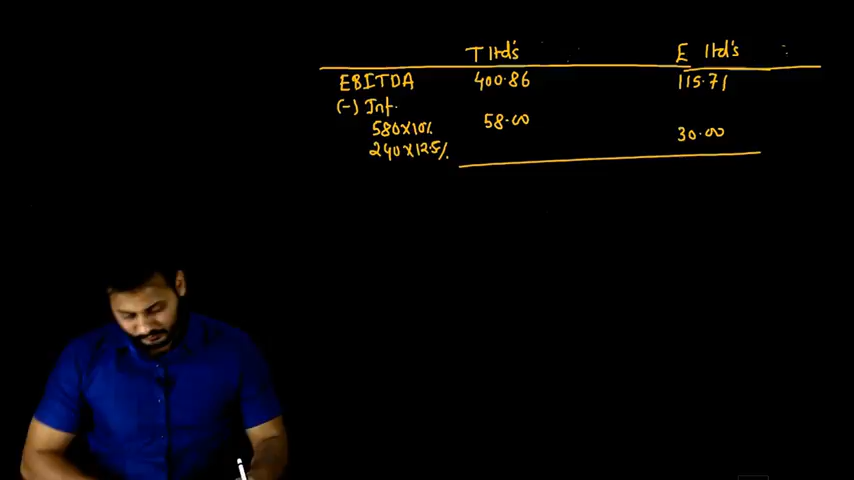 T ltd's E ltd's
EBITDA 400.86 115.71
(-) Int.
580×10% 58.00
240×12.5% 30.00